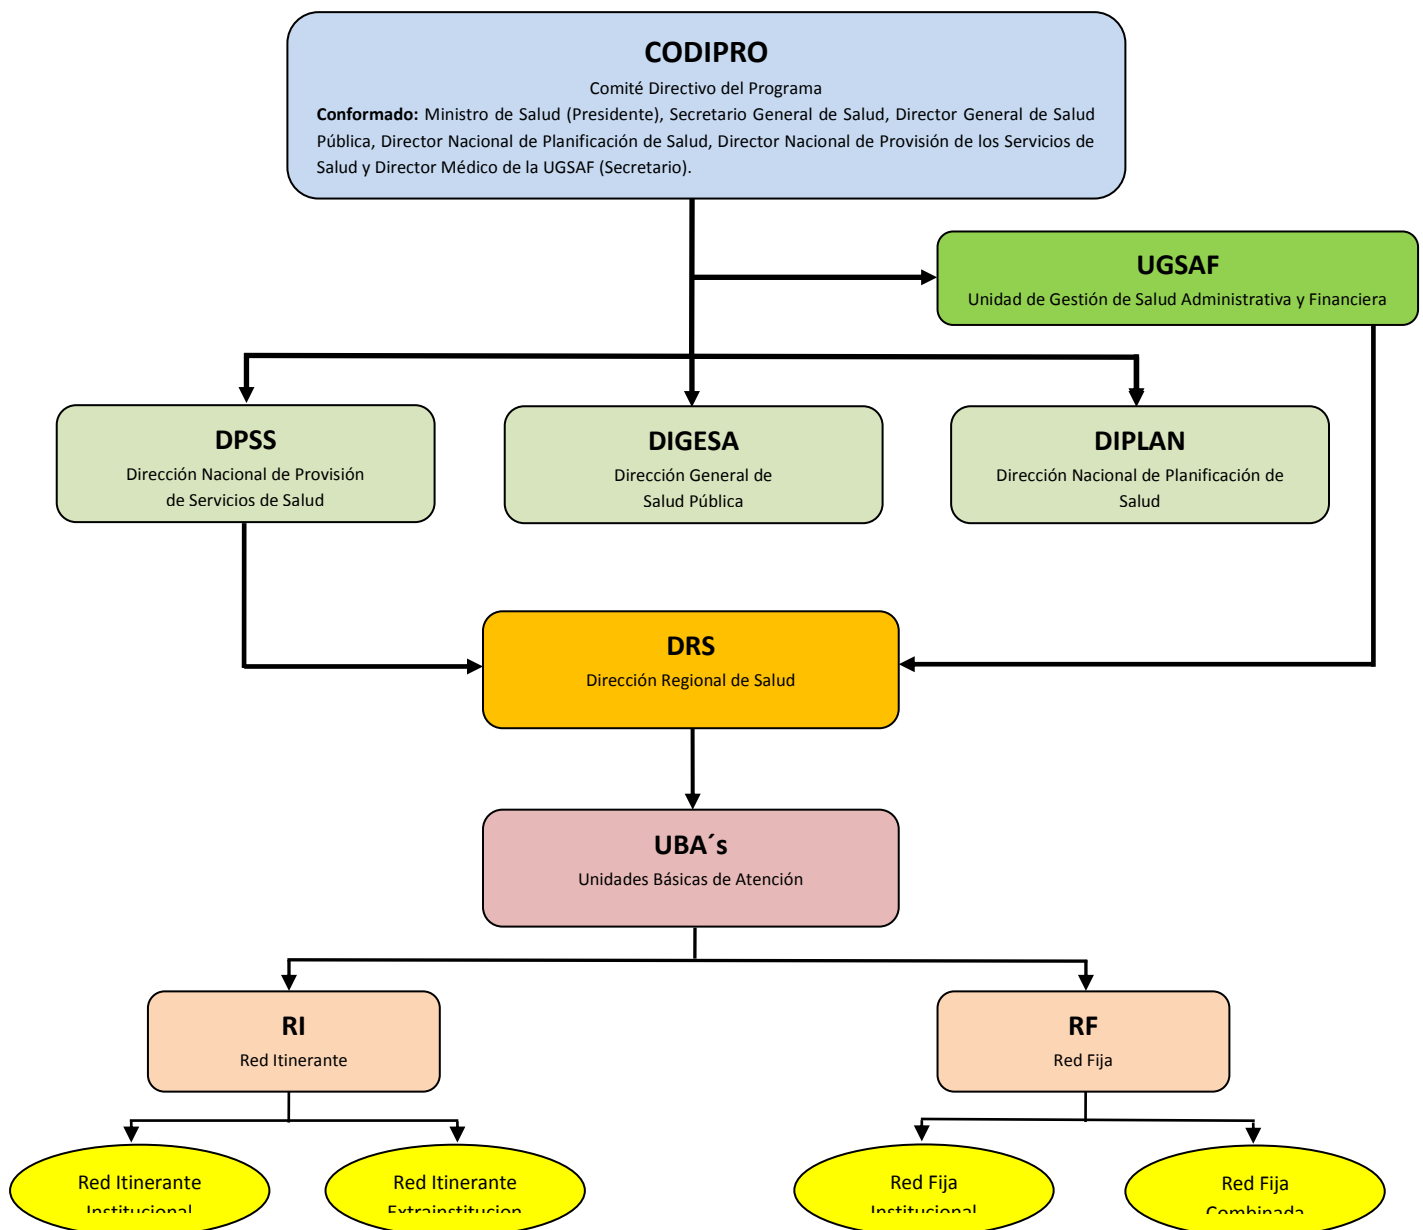 CODIPRO
Comité Directivo del Programa
Conformado: Ministro de Salud (Presidente), Secretario General de Salud, Director General de Salud
Pública, Director Nacional de Planificación de Salud, Director Nacional de Provisión de los Servicios de
Salud y Director Médico de la UGSAF (Secretario).
UGSAF
Unidad de Gestión de Salud Administrativa y Financiera
DPSS
Dirección Nacional de Provisión
de Servicios de Salud
DIGESA
Dirección General de
Salud Pública
DIPLAN
Dirección Nacional de Planificación de
Salud
DRS
Dirección Regional de Salud
UBA´s
Unidades Básicas de Atención
RI
Red Itinerante
RF
Red Fija
Red Itinerante
Institucional
Red Itinerante
Extrainstitucion
Red Fija
Institucional
Red Fija
Combinada